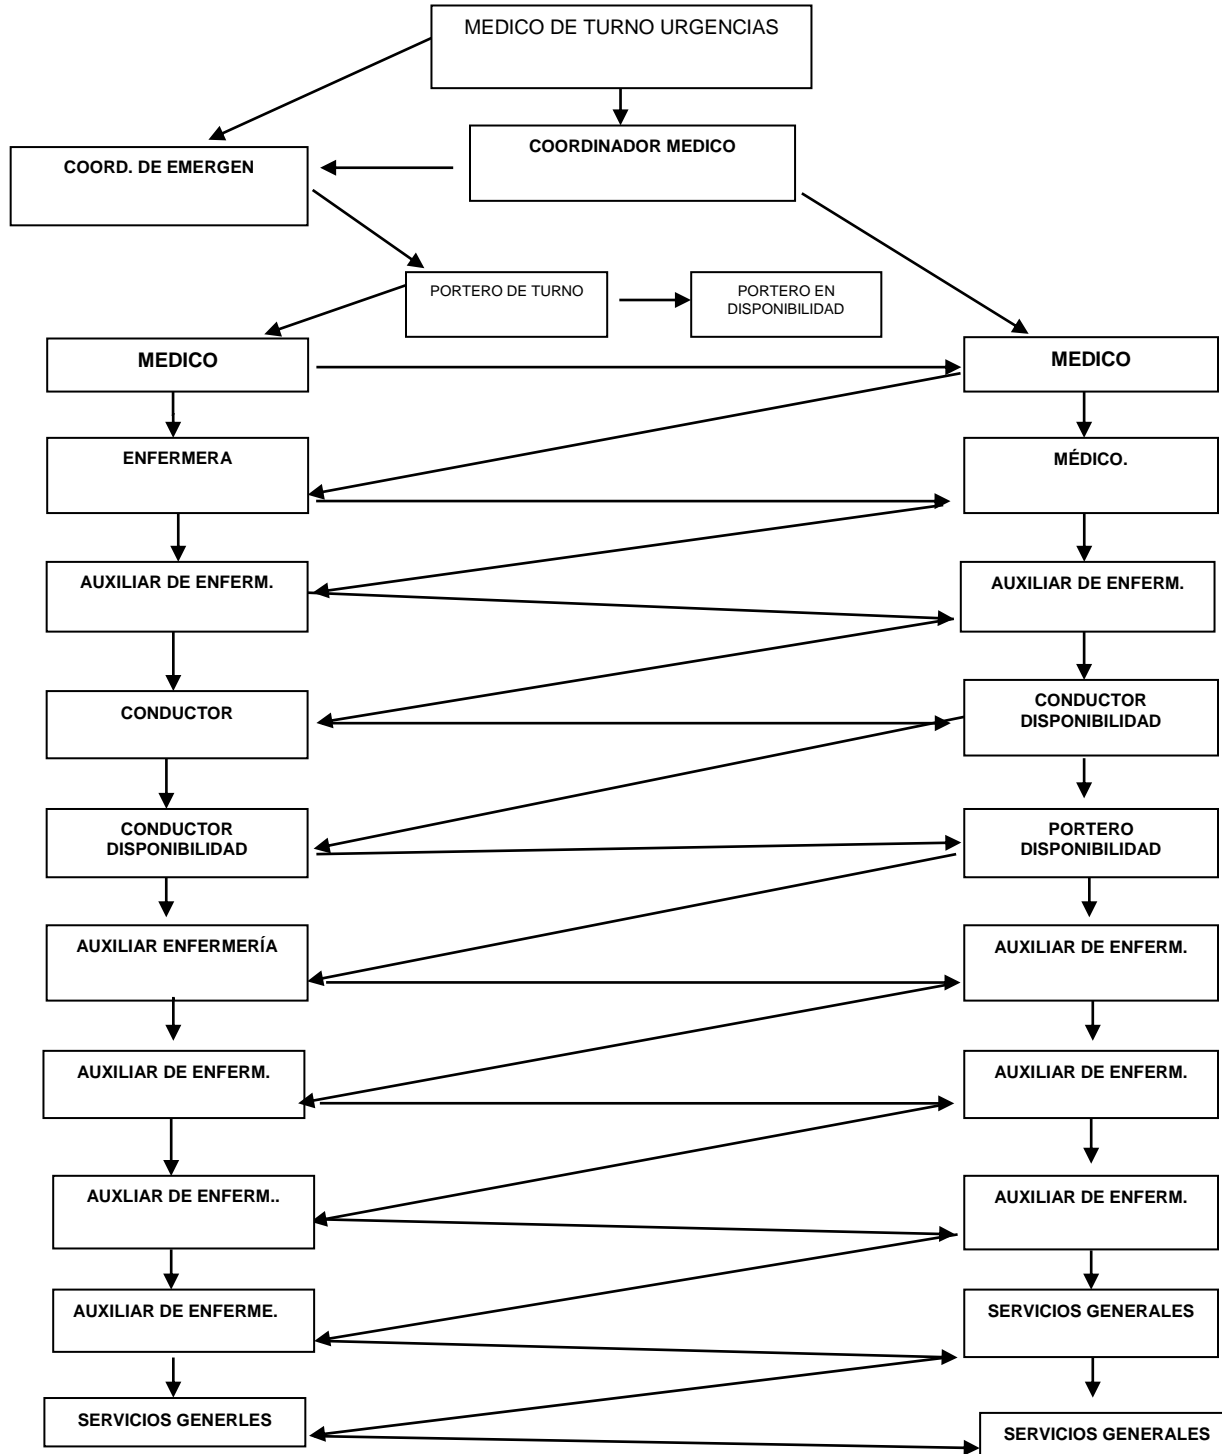 MEDICO DE TURNO URGENCIAS
COORDINADOR MEDICO
COORD. DE EMERGEN
PORTERO DE TURNO
PORTERO EN
DISPONIBILIDAD
MEDICO
MEDICO
ENFERMERA
MÉDICO.
AUXILIAR DE ENFERM.
AUXILIAR DE ENFERM.
CONDUCTOR
CONDUCTOR
DISPONIBILIDAD
CONDUCTOR
DISPONIBILIDAD
PORTERO
DISPONIBILIDAD
AUXILIAR ENFERMERÍA
AUXILIAR DE ENFERM.
AUXILIAR DE ENFERM.
AUXILIAR DE ENFERM.
AUXLIAR DE ENFERM..
AUXILIAR DE ENFERM.
AUXILIAR DE ENFERME.
SERVICIOS GENERALES
SERVICIOS GENERLES
SERVICIOS GENERALES